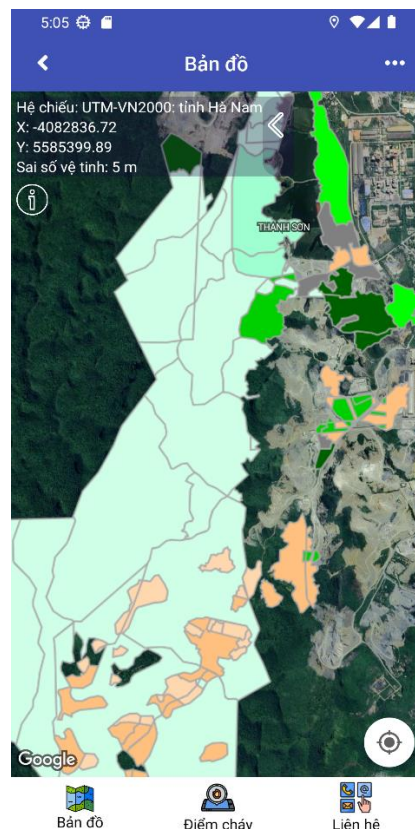 5:05
Bản đồ
Hệ chiếu: UTM-VN2000: tỉnh Hà Nam
X: -4082836.72
Y: 5585399.89
Sai số vệ tinh: 5 m
THANH SƠN
Google
Bản đồ
Điểm cháy
Liên hệ